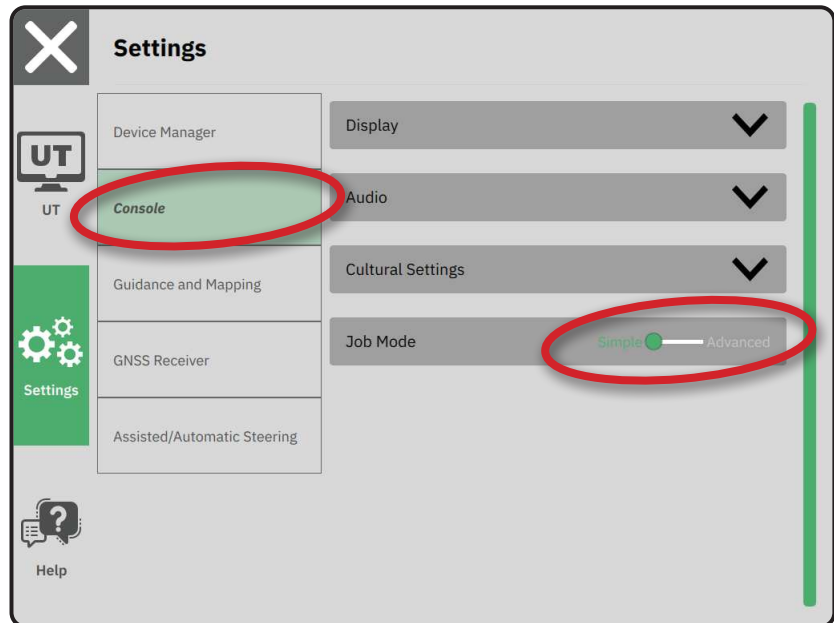 Settings
UT
UT
Settings
Help
Device Manager
Console
Guidance and Mapping
GNSS Receiver
Assisted/Automatic Steering
Display
Audio
Cultural Settings
Job Mode Simple Advanced